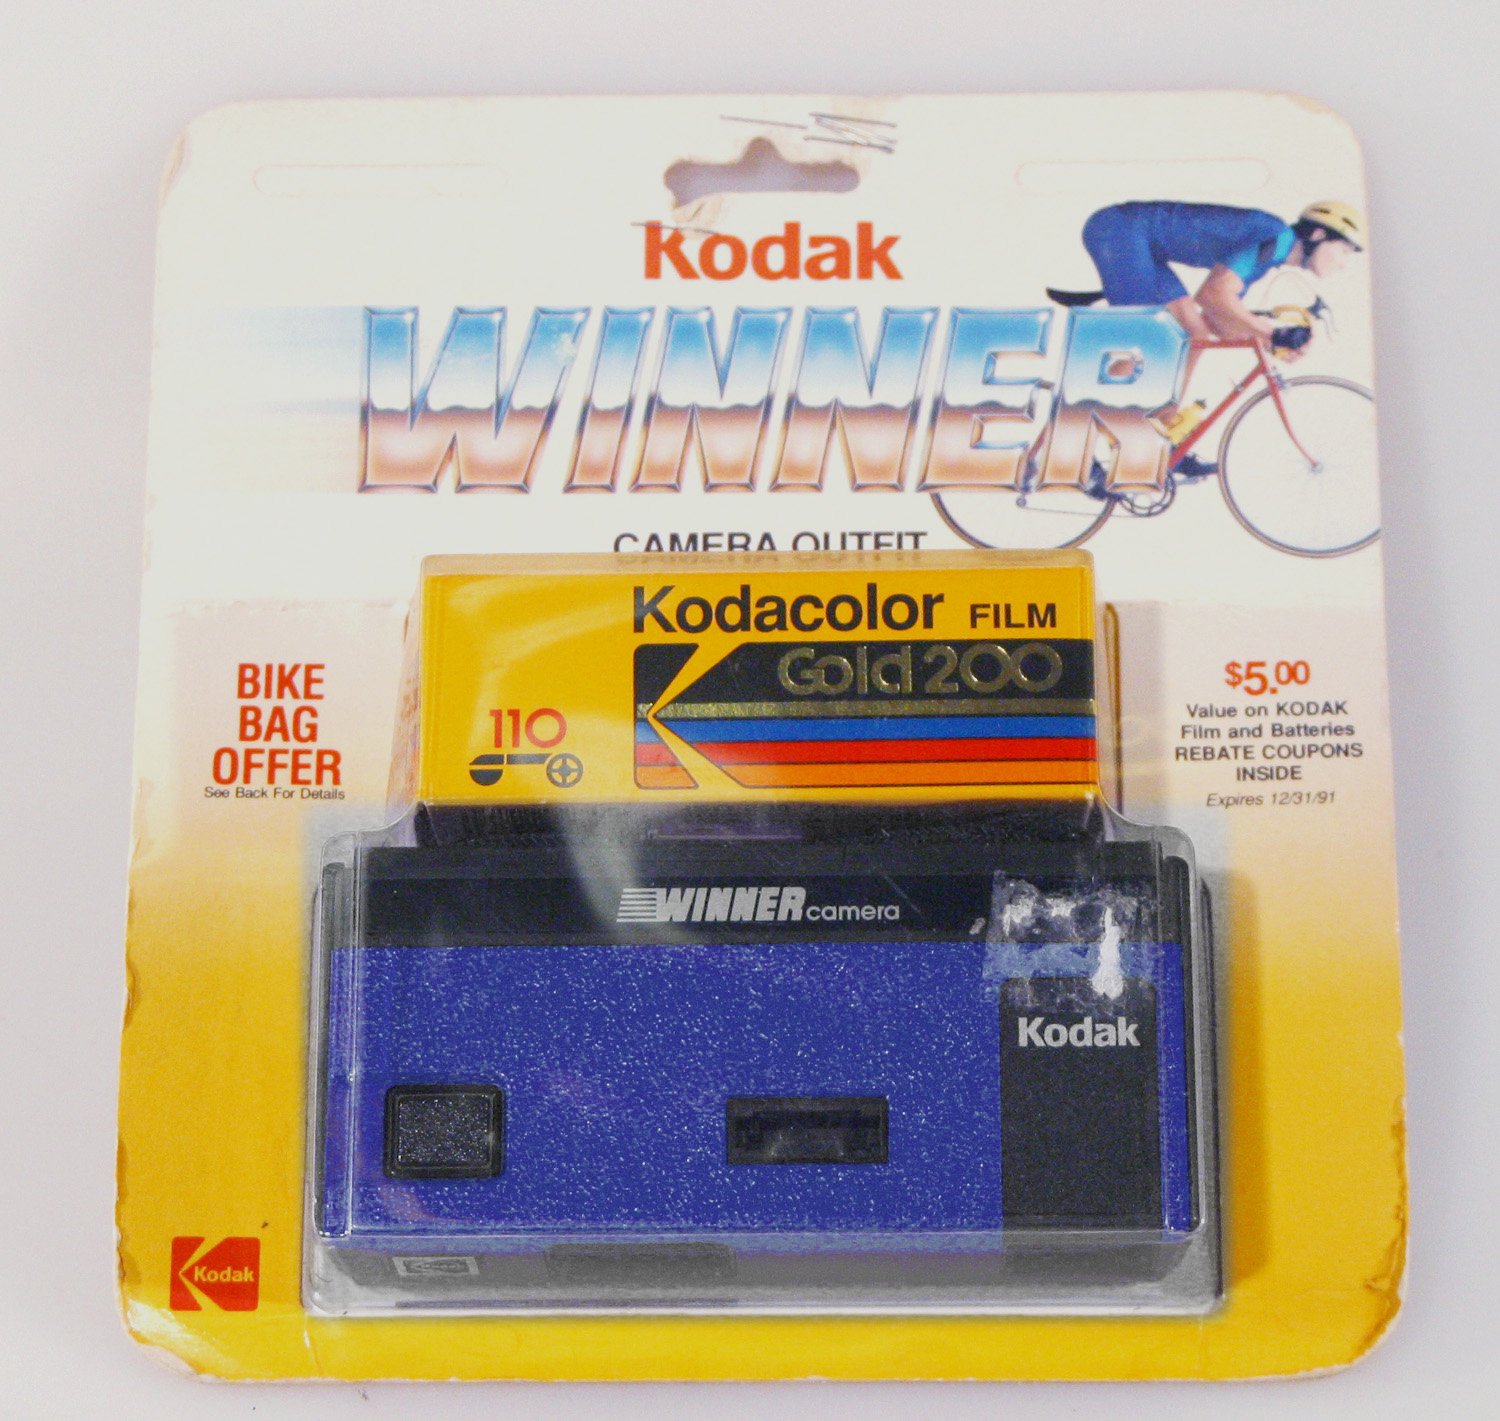 Kodak
WINNER
CAMERA OUTFIT
Kodacolor FILM
Gold 200
110
BIKE
BAG
OFFER
See Back For Details
$5.00
Value on KODAK
Film and Batteries
REBATE COUPONS
INSIDE
Expires 12/31/91
WINNER camera
Kodak
Kodak